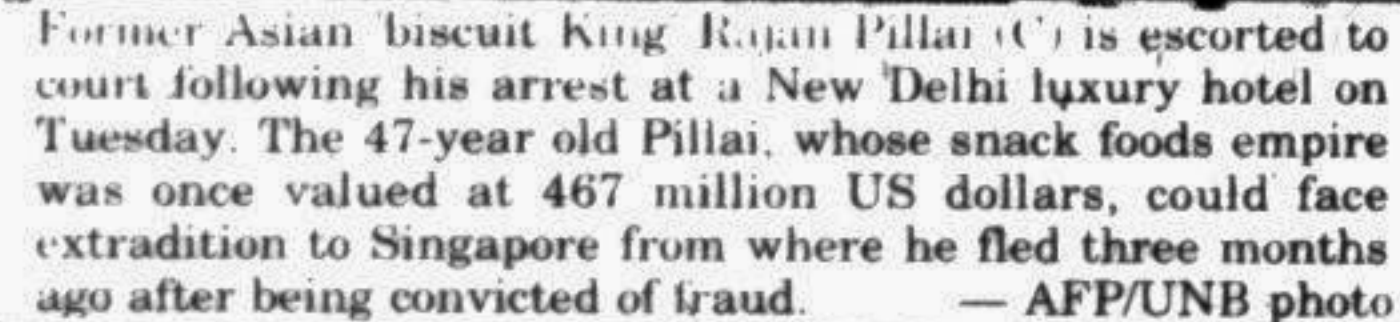 Former Asian biscuit King Rajan Pillai (C) is escorted to
court following his arrest at a New Delhi luxury hotel on
Tuesday. The 47-year old Pillai, whose snack foods empire
was once valued at 467 million US dollars, could face
extradition to Singapore from where he fled three months
ago after being convicted of fraud. — AFP/UNB photo